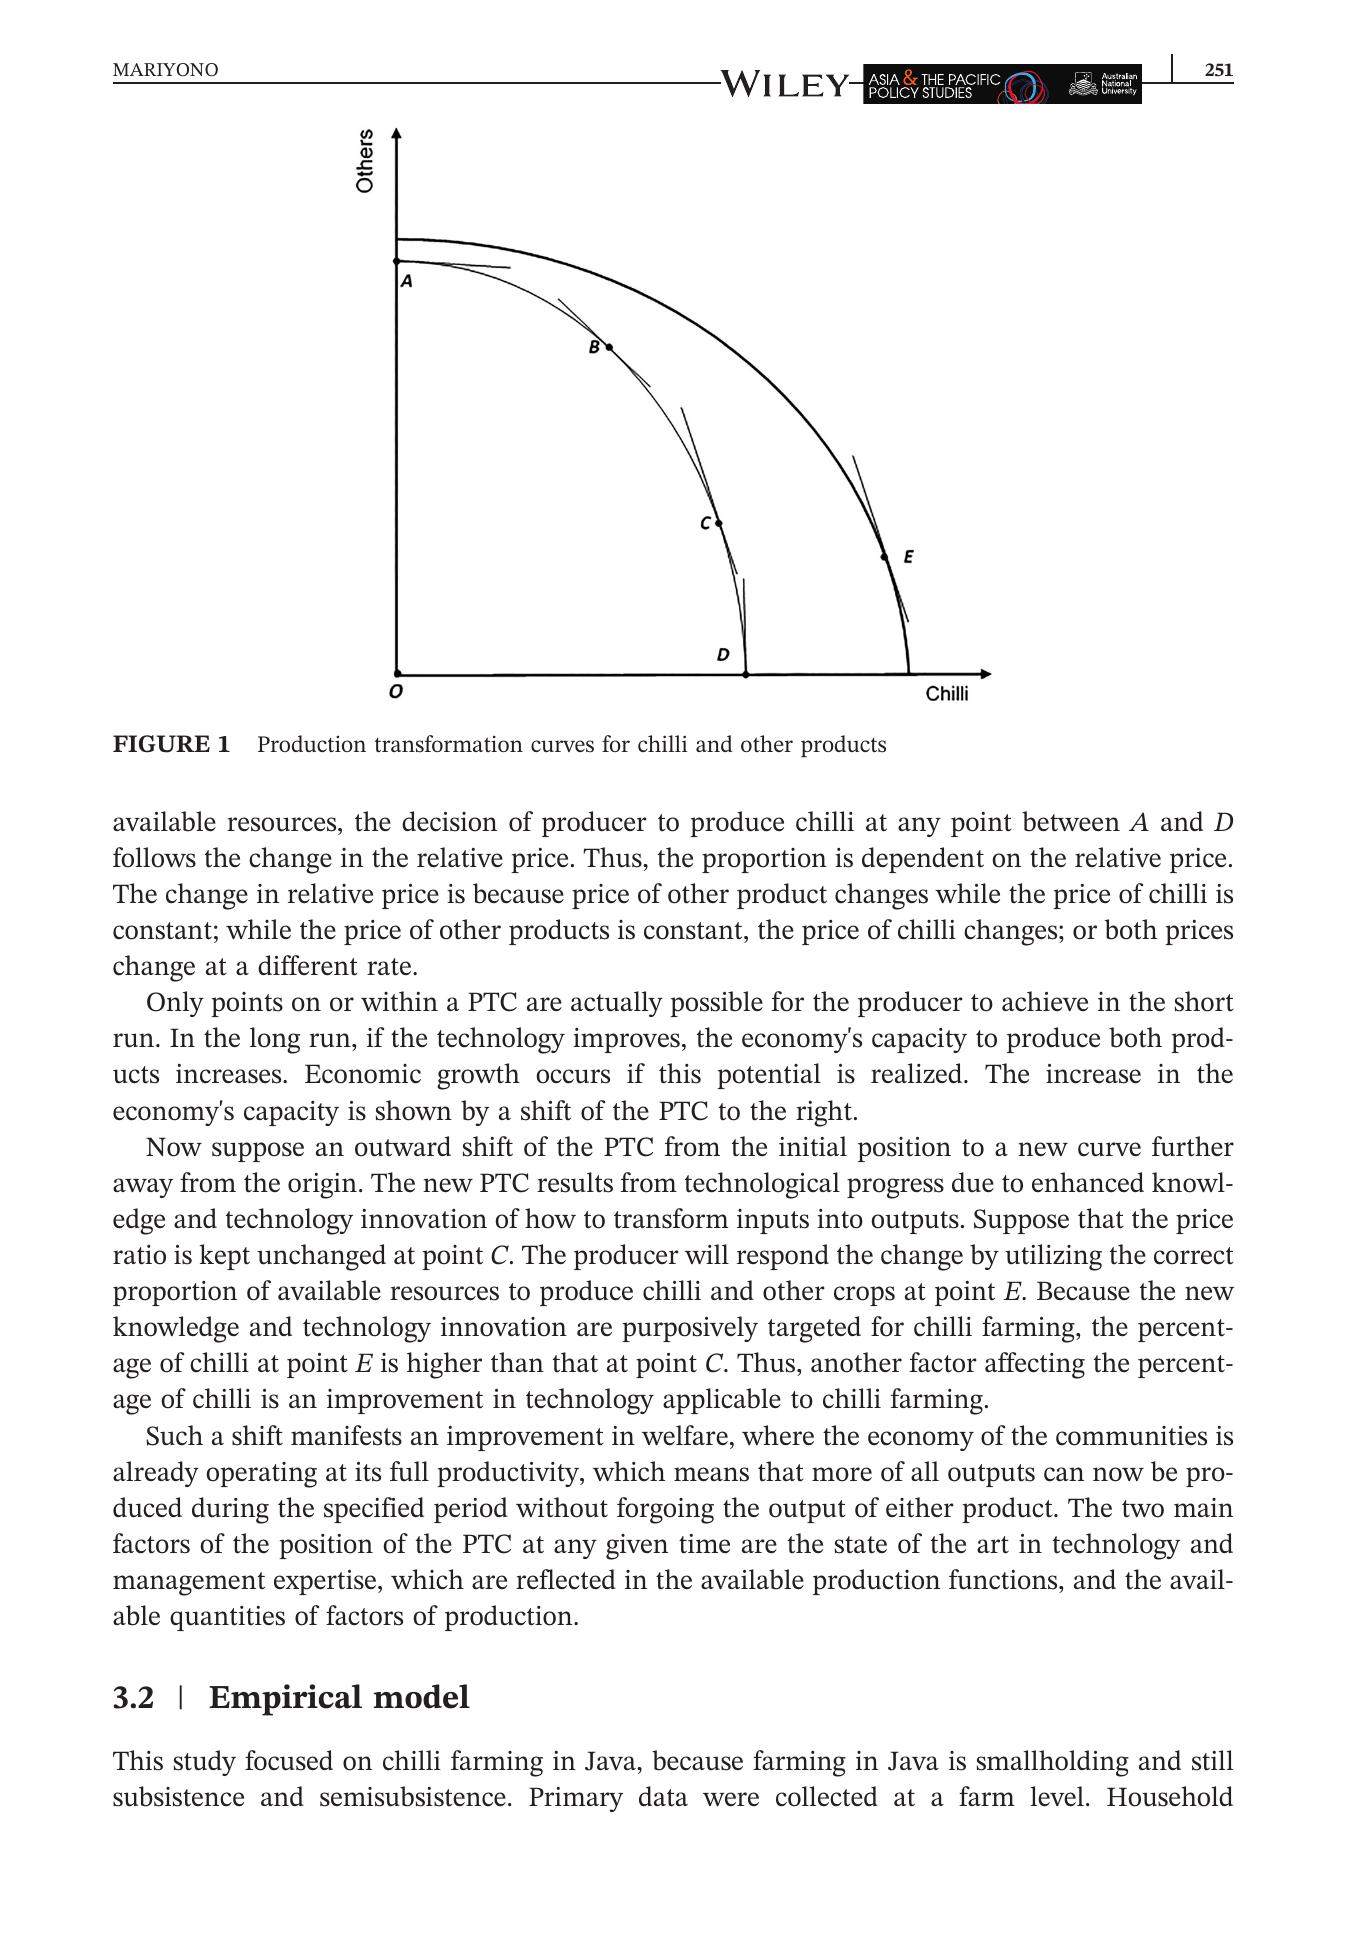 MARIYONO
WILEY
ASIA & THE PACIFIC
POLICY STUDIES
Australian
National
University
251
Others
A
B
C
E
D
O
Chilli
FIGURE 1 Production transformation curves for chilli and other products
available resources, the decision of producer to produce chilli at any point between A and D
follows the change in the relative price. Thus, the proportion is dependent on the relative price.
The change in relative price is because price of other product changes while the price of chilli is
constant; while the price of other products is constant, the price of chilli changes; or both prices
change at a different rate.
Only points on or within a PTC are actually possible for the producer to achieve in the short
run. In the long run, if the technology improves, the economy's capacity to produce both prod-
ucts increases. Economic growth occurs if this potential is realized. The increase in the
economy's capacity is shown by a shift of the PTC to the right.
Now suppose an outward shift of the PTC from the initial position to a new curve further
away from the origin. The new PTC results from technological progress due to enhanced knowl-
edge and technology innovation of how to transform inputs into outputs. Suppose that the price
ratio is kept unchanged at point C. The producer will respond the change by utilizing the correct
proportion of available resources to produce chilli and other crops at point E. Because the new
knowledge and technology innovation are purposively targeted for chilli farming, the percent-
age of chilli at point E is higher than that at point C. Thus, another factor affecting the percent-
age of chilli is an improvement in technology applicable to chilli farming.
Such a shift manifests an improvement in welfare, where the economy of the communities is
already operating at its full productivity, which means that more of all outputs can now be pro-
duced during the specified period without forgoing the output of either product. The two main
factors of the position of the PTC at any given time are the state of the art in technology and
management expertise, which are reflected in the available production functions, and the avail-
able quantities of factors of production.
3.2 | Empirical model
This study focused on chilli farming in Java, because farming in Java is smallholding and still
subsistence and semisubsistence. Primary data were collected at a farm level. Household